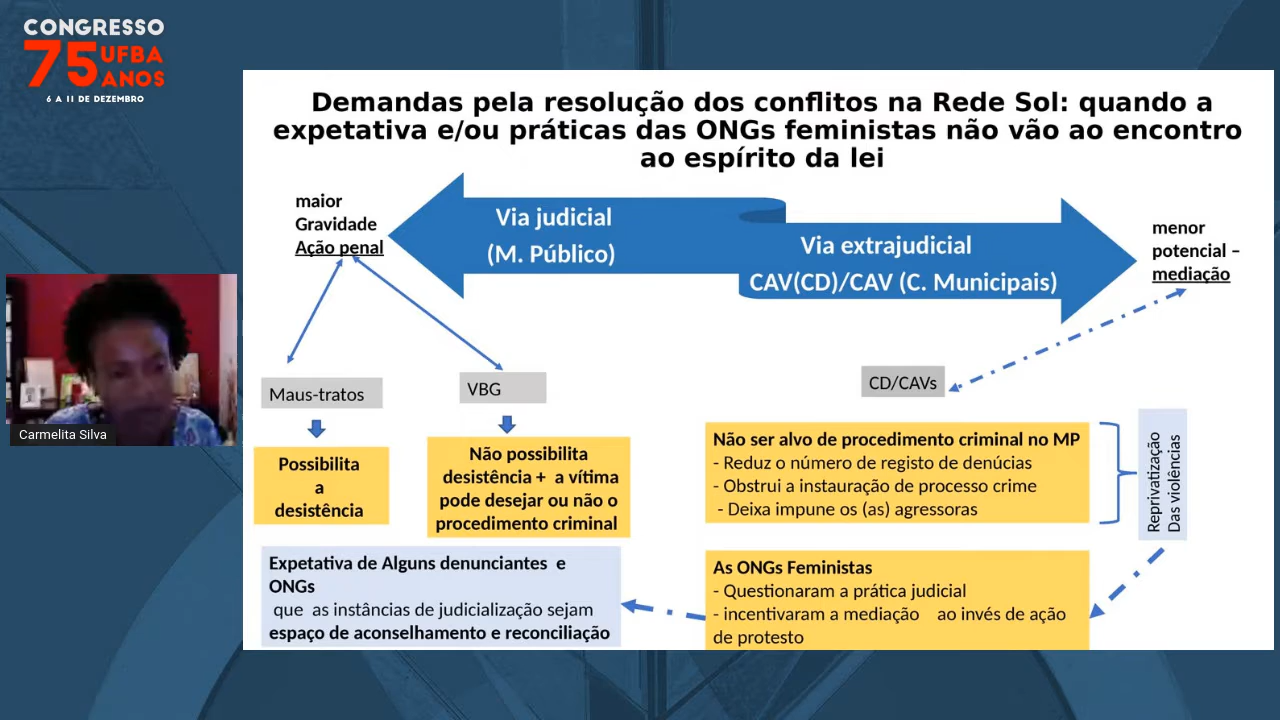 CONGRESSO
75 UFBA
ANOS
6 A 11 DE DEZEMBRO
Demandas pela resolução dos conflitos na Rede Sol: quando a
expetativa e/ou práticas das ONGs feministas não vão ao encontro
ao espírito da lei
maior
Gravidade
Ação penal
Via judicial
(M. Público)
Via extrajudicial
CAV(CD)/CAV (C. Municipais)
menor
potencial –
mediação
Maus-tratos
VBG
CD/CAVs
Possibilita
a
desistência
Não possibilita
desistência + a vítima
pode desejar ou não o
procedimento criminal
Não ser alvo de procedimento criminal no MP
- Reduz o número de registo de denúcias
- Obstrui a instauração de processo crime
- Deixa impune os (as) agressoras
Reprivatização
Das violências
Expetativa de Alguns denunciantes e
ONGs
que as instâncias de judicialização sejam
espaço de aconselhamento e reconciliação
As ONGs Feministas
- Questionaram a prática judicial
- incentivaram a mediação ao invés de ação
de protesto
Carmelita Silva